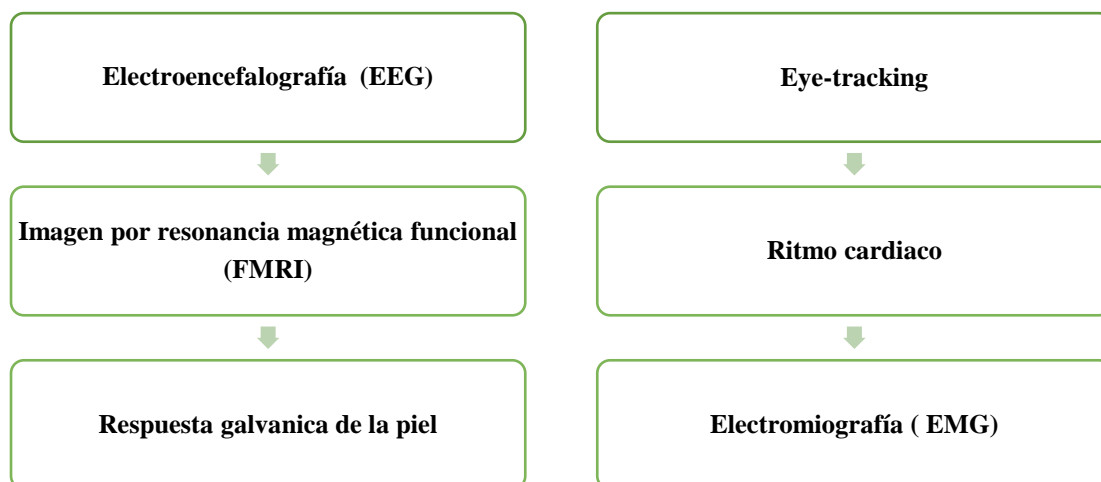 Electroencefalografía (EEG)
Imagen por resonancia magnética funcional
(FMRI)
Respuesta galvanica de la piel
Eye-tracking
Ritmo cardiaco
Electromiografía ( EMG)